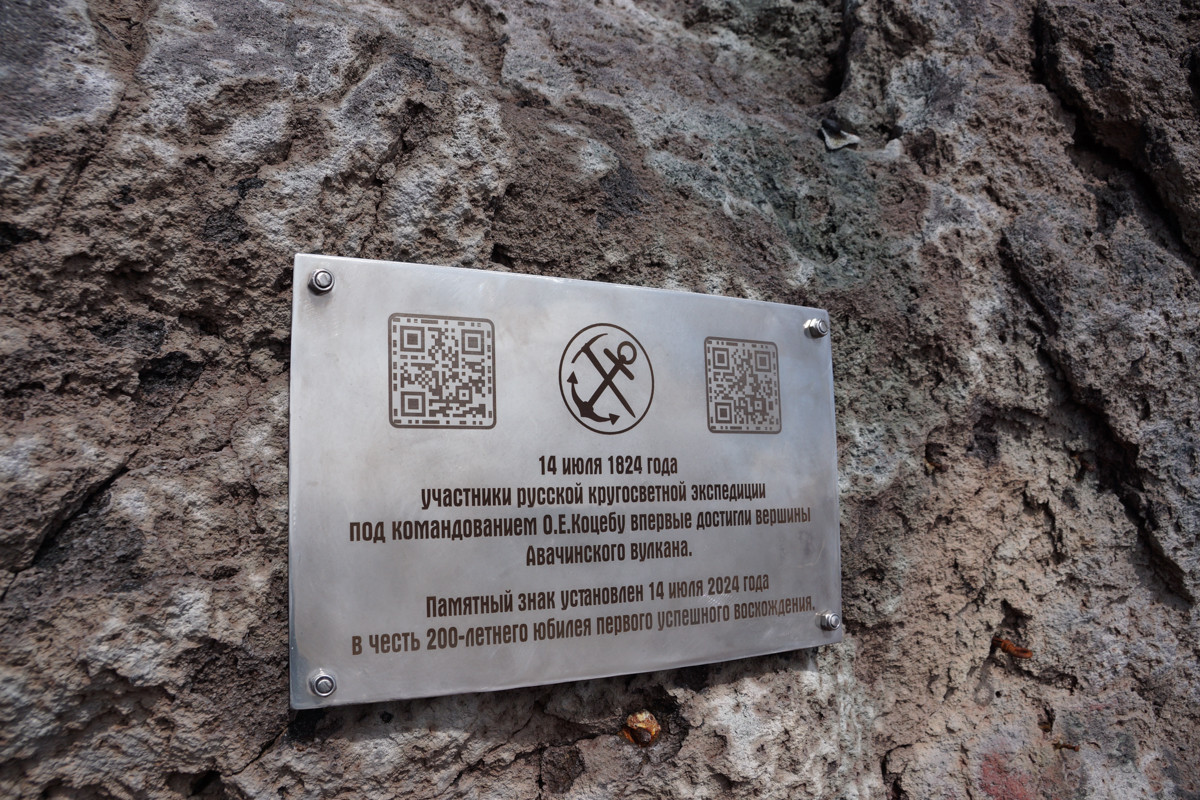 14 июля 1824 года
участники русской кругосветной экспедиции
под командованием О.Е.Коцебу впервые достигли вершины
Авачинского вулкана.
Памятный знак установлен 14 июля 2024 года
в честь 200-летнего юбилея первого успешного восхождения.